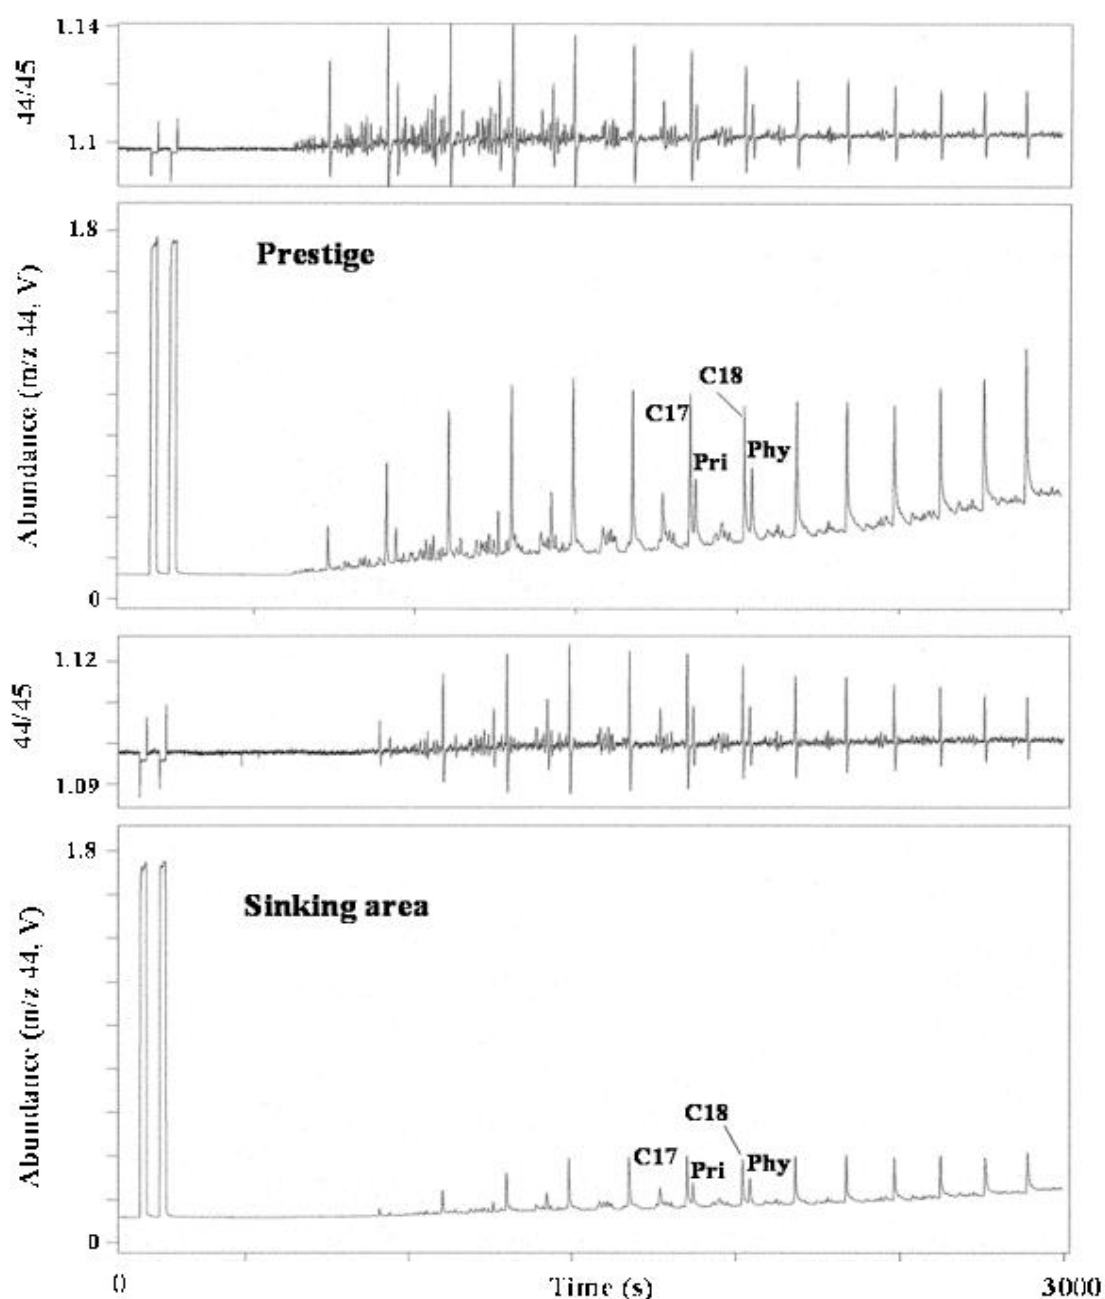 1.14
44/45
1.1
1.8
Prestige
Abundance (m/z 44, V)
C18
C17
Pri
Phy
0
1.12
44/45
1.09
1.8
Sinking area
Abundance (m/z 44, V)
C18
C17
Pri
Phy
0
0
Time (s)
3000